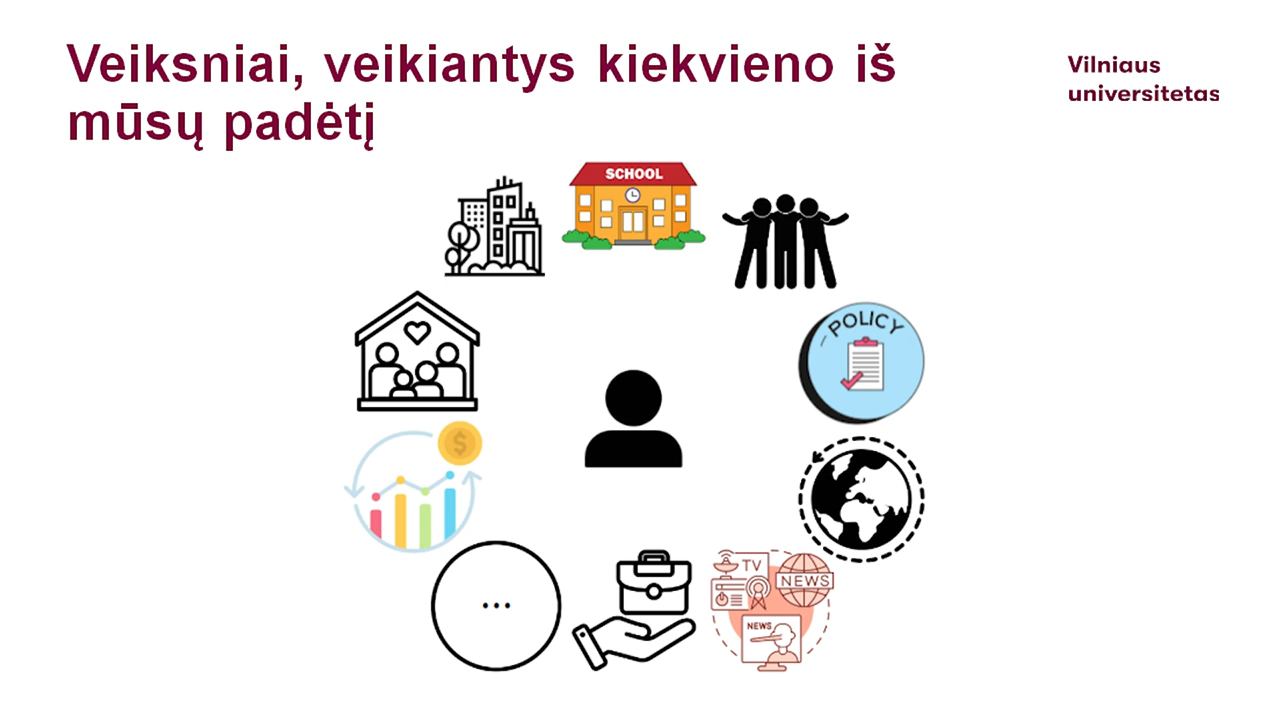 Veiksniai, veikiantys kiekvieno iš
mūsų padėtį
Vilniaus
universitetas
SCHOOL
POLICY
$
...
TV
NEWS
NEWS